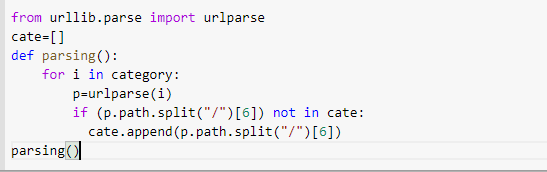 from urllib.parse import urlparse
cate=[]
def parsing():
    for i in category:
        p=urlparse(i)
        if (p.path.split("/")[6]) not in cate:
          cate.append(p.path.split("/")[6])
parsing()